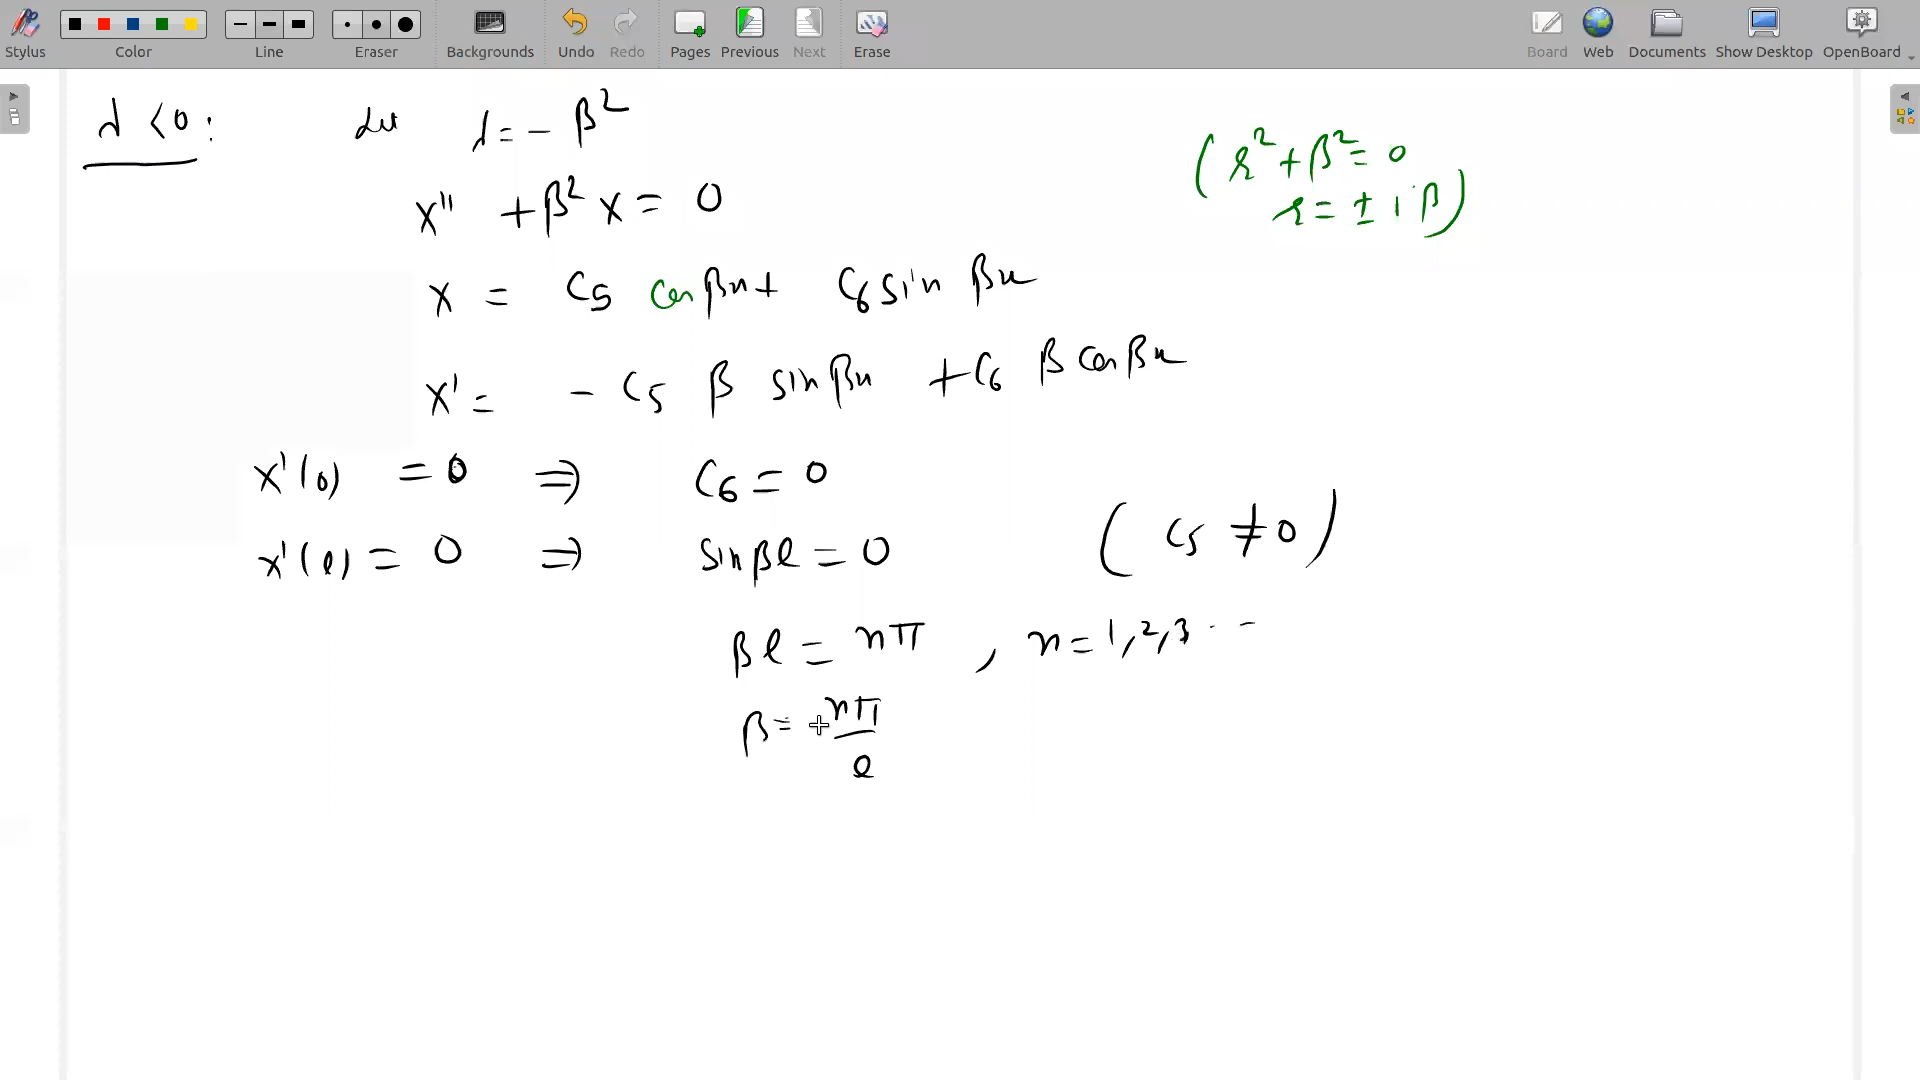 Stylus Color Line Eraser Backgrounds Undo Redo Pages Previous Next Erase Board Web Documents Show Desktop OpenBoard
λ < 0 : Let λ = - β²
(r² + β² = 0
r = ± i β)
X'' + β² X = 0
X = C5 cos βx + C6 sin βx
X' = - C5 β sin βx + C6 β cos βx
X'(0) = 0 ⇒ C6 = 0
X'(l) = 0 ⇒ sin βl = 0 (C5 ≠ 0)
βl = nπ , n = 1, 2, 3 . . -
β = nπ/l